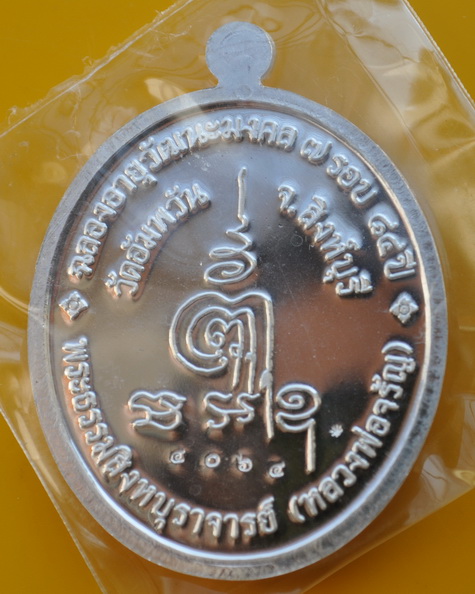 ฉลองอายุวัฒนะมงคล ๗ รอบ ๘๔ ปี
วัดอัมพวัน
จ.สิงห์บุรี
๔๐๖๔
พระธรรมสิงหบุราจารย์ (หลวงพ่อจรัญ)